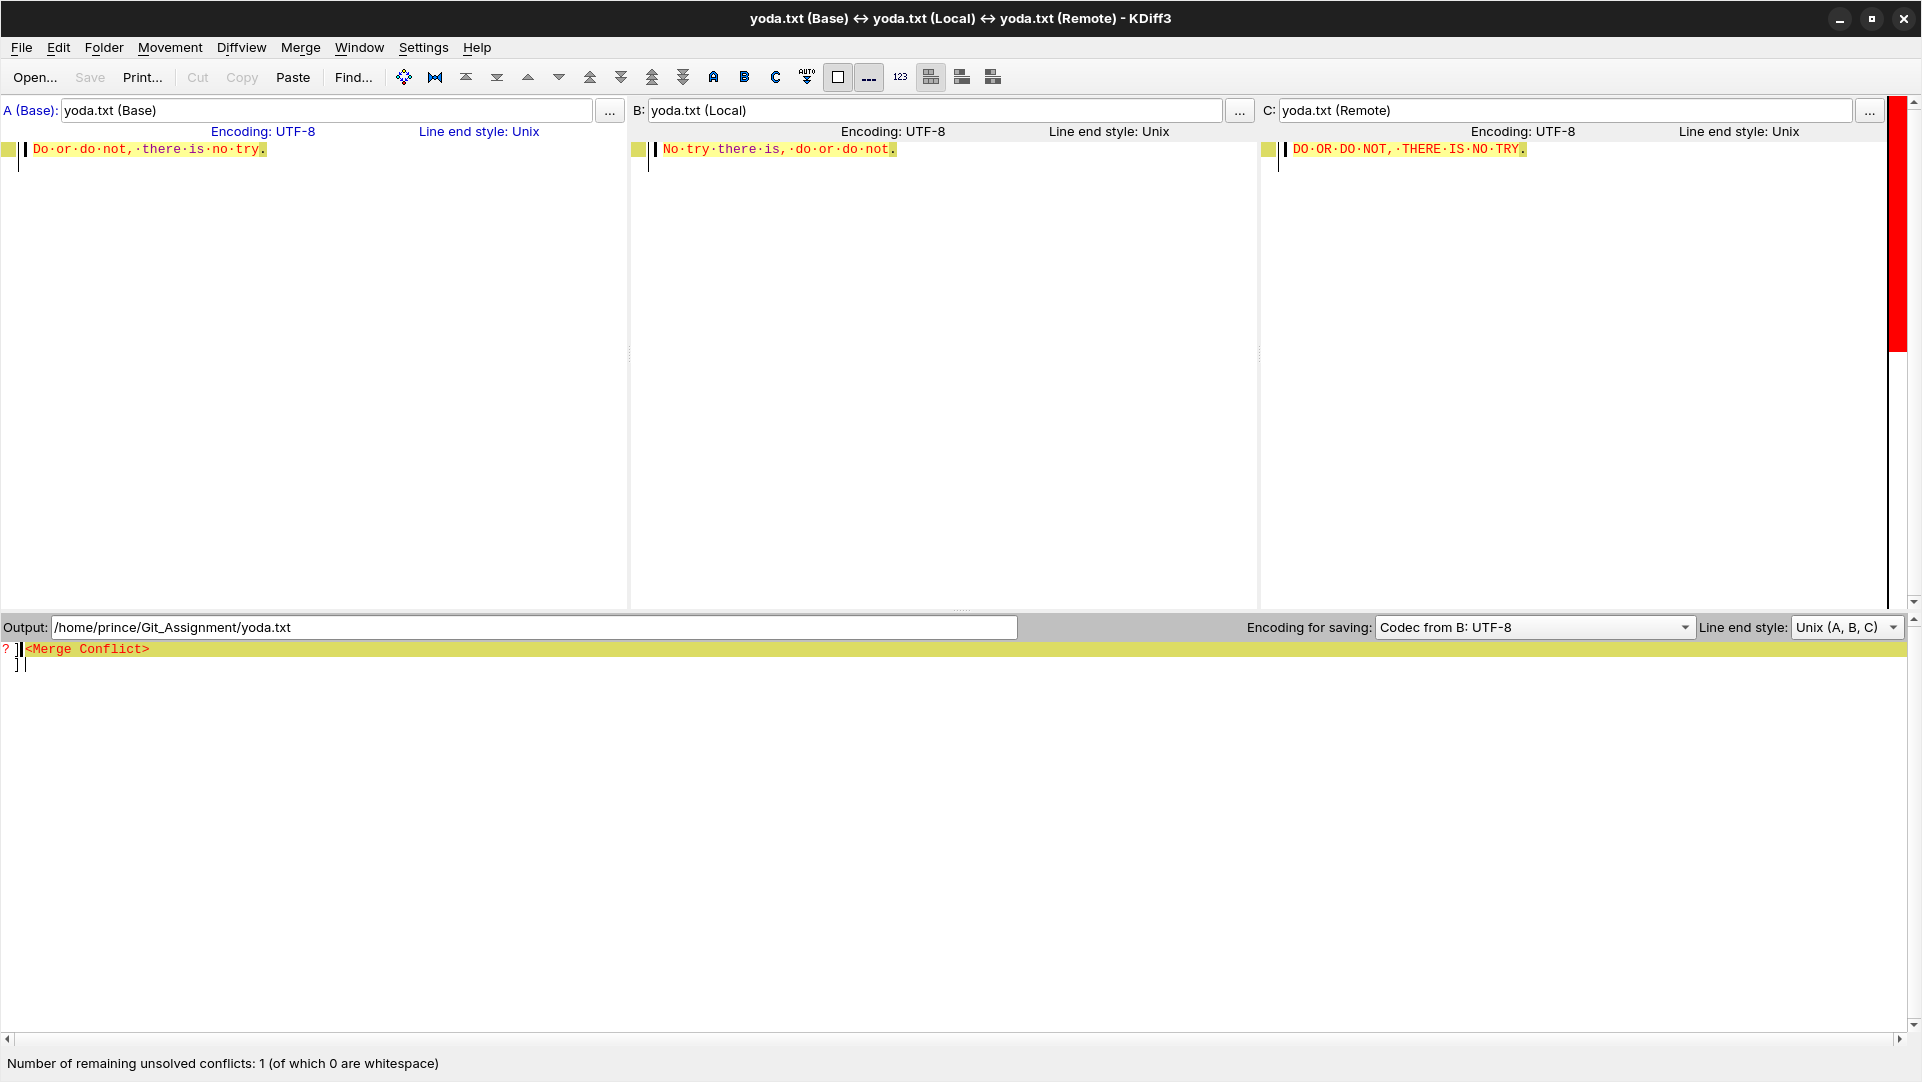 yoda.txt (Base) ↔ yoda.txt (Local) ↔ yoda.txt (Remote) - KDiff3
File Edit Folder Movement Diffview Merge Window Settings Help
Open... Save Print... Cut Copy Paste Find... A B C AUTO 123
A (Base): yoda.txt (Base) ... B: yoda.txt (Local) ... C: yoda.txt (Remote) ...
Encoding: UTF-8 Line end style: Unix Encoding: UTF-8 Line end style: Unix Encoding: UTF-8 Line end style: Unix
Do·or·do·not,·there·is·no·try. No·try·there·is,·do·or·do·not. DO·OR·DO·NOT,·THERE·IS·NO·TRY.
Output: /home/prince/Git_Assignment/yoda.txt Encoding for saving: Codec from B: UTF-8 Line end style: Unix (A, B, C)
? <Merge Conflict>
Number of remaining unsolved conflicts: 1 (of which 0 are whitespace)